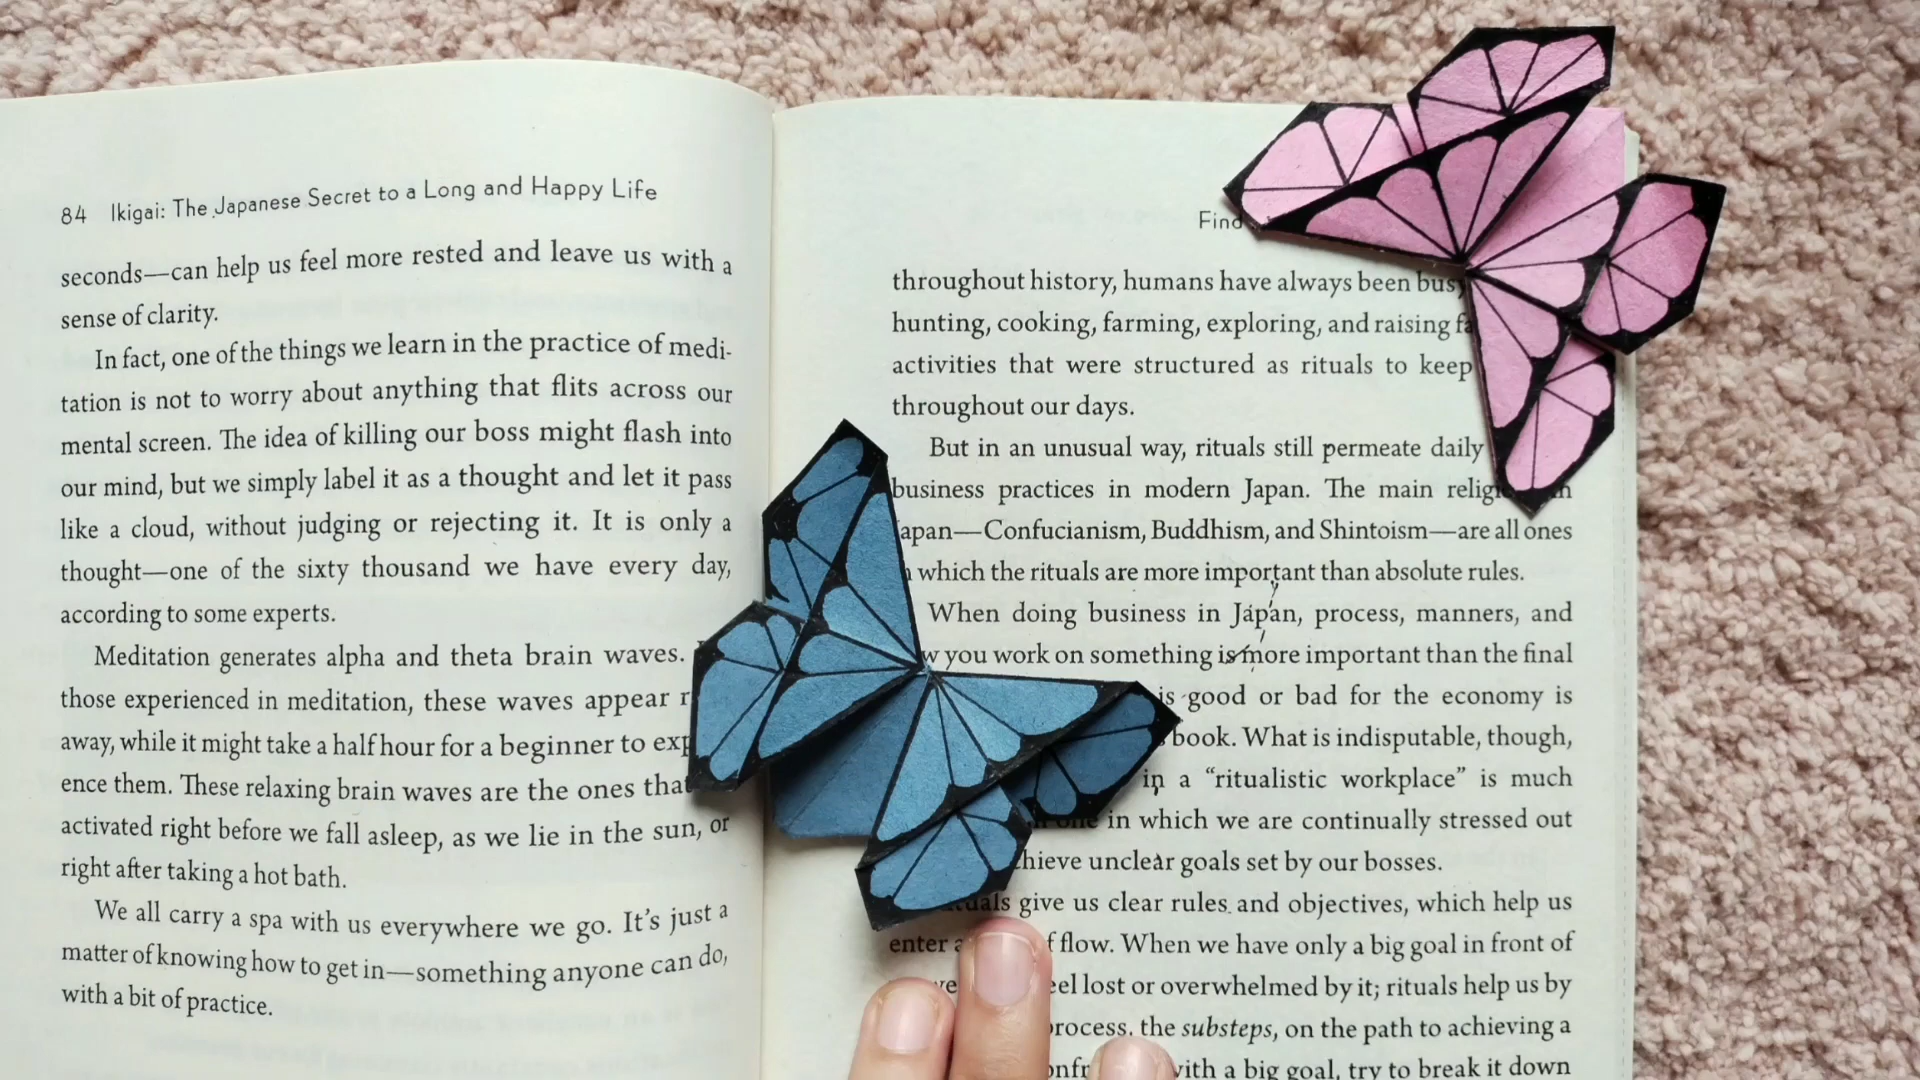 84 Ikigai: The Japanese Secret to a Long and Happy Life
seconds—can help us feel more rested and leave us with a
sense of clarity.
In fact, one of the things we learn in the practice of medi-
tation is not to worry about anything that flits across our
mental screen. The idea of killing our boss might flash into
our mind, but we simply label it as a thought and let it pass
like a cloud, without judging or rejecting it. It is only a
thought—one of the sixty thousand we have every day,
according to some experts.
Meditation generates alpha and theta brain waves.
those experienced in meditation, these waves appear
away, while it might take a half hour for a beginner to
ence them. These relaxing brain waves are the ones that
activated right before we fall asleep, as we lie in the sun, or
right after taking a hot bath.
We all carry a spa with us everywhere we go. It's just a
matter of knowing how to get in—something anyone can do,
with a bit of practice.
Find
throughout history, humans have always been busy
hunting, cooking, farming, exploring, and raising
activities that were structured as rituals to keep
throughout our days.
But in an unusual way, rituals still permeate daily
business practices in modern Japan. The main
Japan—Confucianism, Buddhism, and Shintoism—are all ones
which the rituals are more important than absolute rules.
When doing business in Japan, process, manners, and
you work on something is more important than the final
is good or bad for the economy is
book. What is indisputable, though,
in a “ritualistic workplace” is much
in which we are continually stressed out
unclear goals set by our bosses.
give us clear rules and objectives, which help us
enter flow. When we have only a big goal in front of
lost or overwhelmed by it; rituals help us by
the substeps, on the path to achieving a
with a big goal, try to break it down